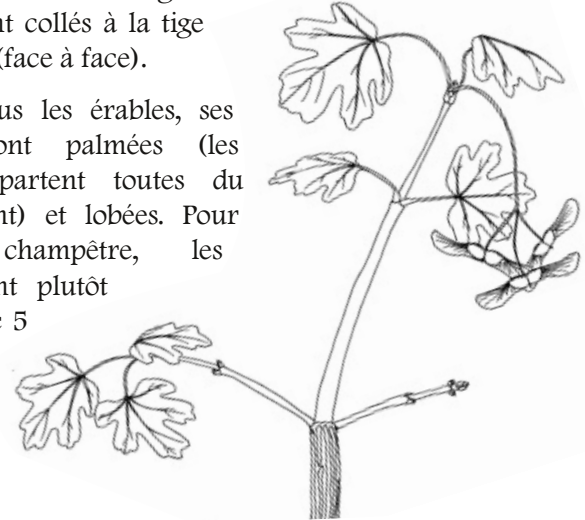 nt collés à la tige
(face à face).
us les érables, ses
ont palmées (les
partent toutes du
nt) et lobées. Pour
champêtre, les
nt plutôt
5